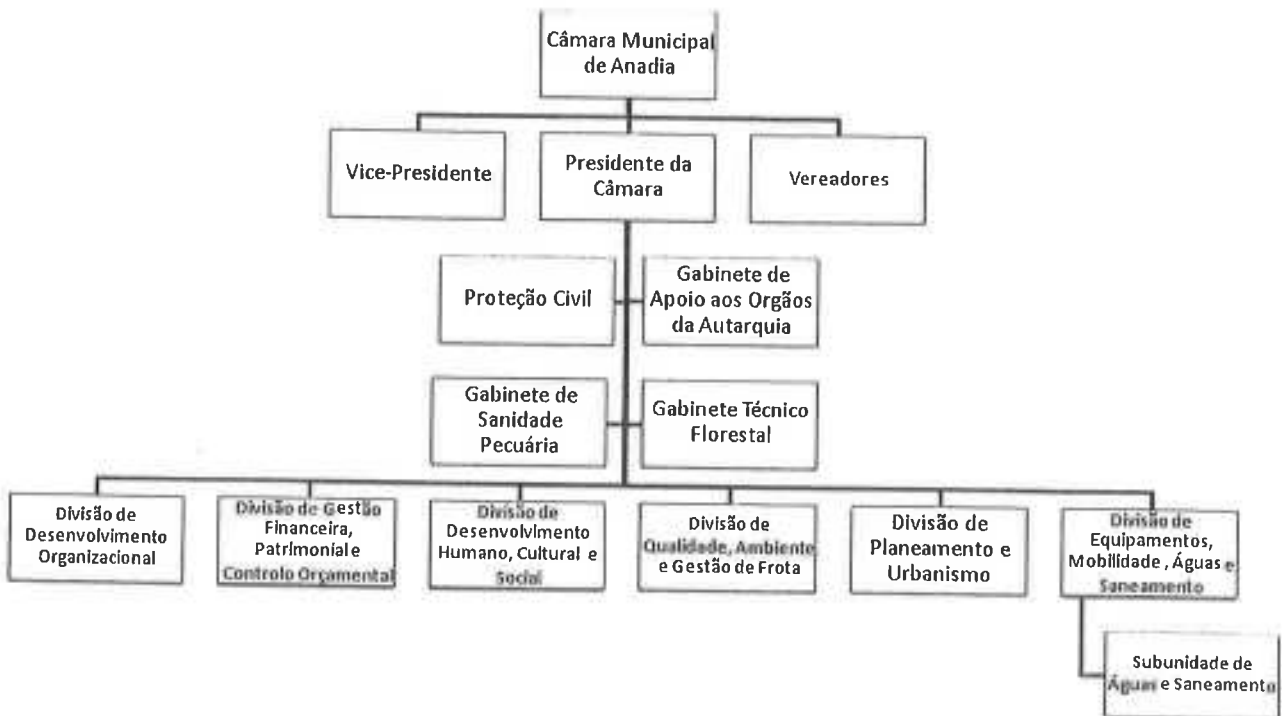 Câmara Municipal
de Anadia
Vice-Presidente
Presidente da
Câmara
Vereadores
Proteção Civil
Gabinete de
Apoio aos Orgãos
da Autarquia
Gabinete de
Sanidade
Pecuária
Gabinete Técnico
Florestal
Divisão de
Desenvolvimento
Organizacional
Divisão de Gestão
Financeira,
Patrimonial e
Controlo Orçamental
Divisão de
Desenvolvimento
Humano, Cultural e
Social
Divisão de
Qualidade, Ambiente
e Gestão de Frota
Divisão de
Planeamento e
Urbanismo
Divisão de
Equipamentos,
Mobilidade , Águas e
Saneamento
Subunidade de
Águas e Saneamento